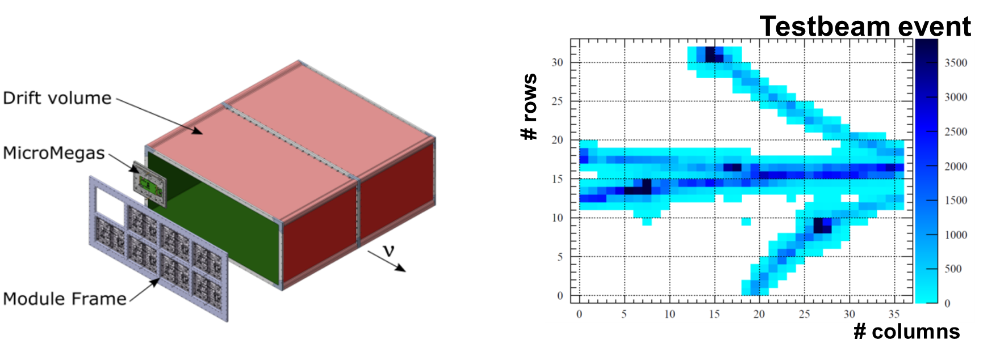 Drift volume
MicroMegas
Module Frame
ν
Testbeam event
# rows
30
25
20
15
10
5
0
0 5 10 15 20 25 30 35
# columns
3500
3000
2500
2000
1500
1000
500
0